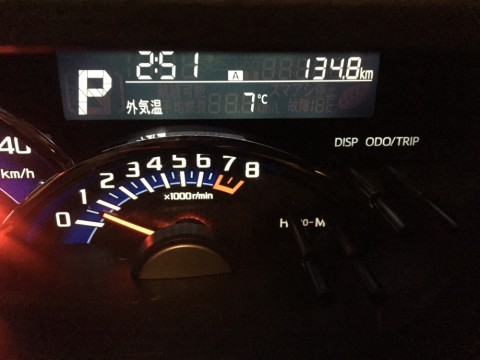 2:51 A 134.8km
P
外気温 7℃
DISP ODO/TRIP
40
km/h
0 1 2 3 4 5 6 7 8
×1000r/min